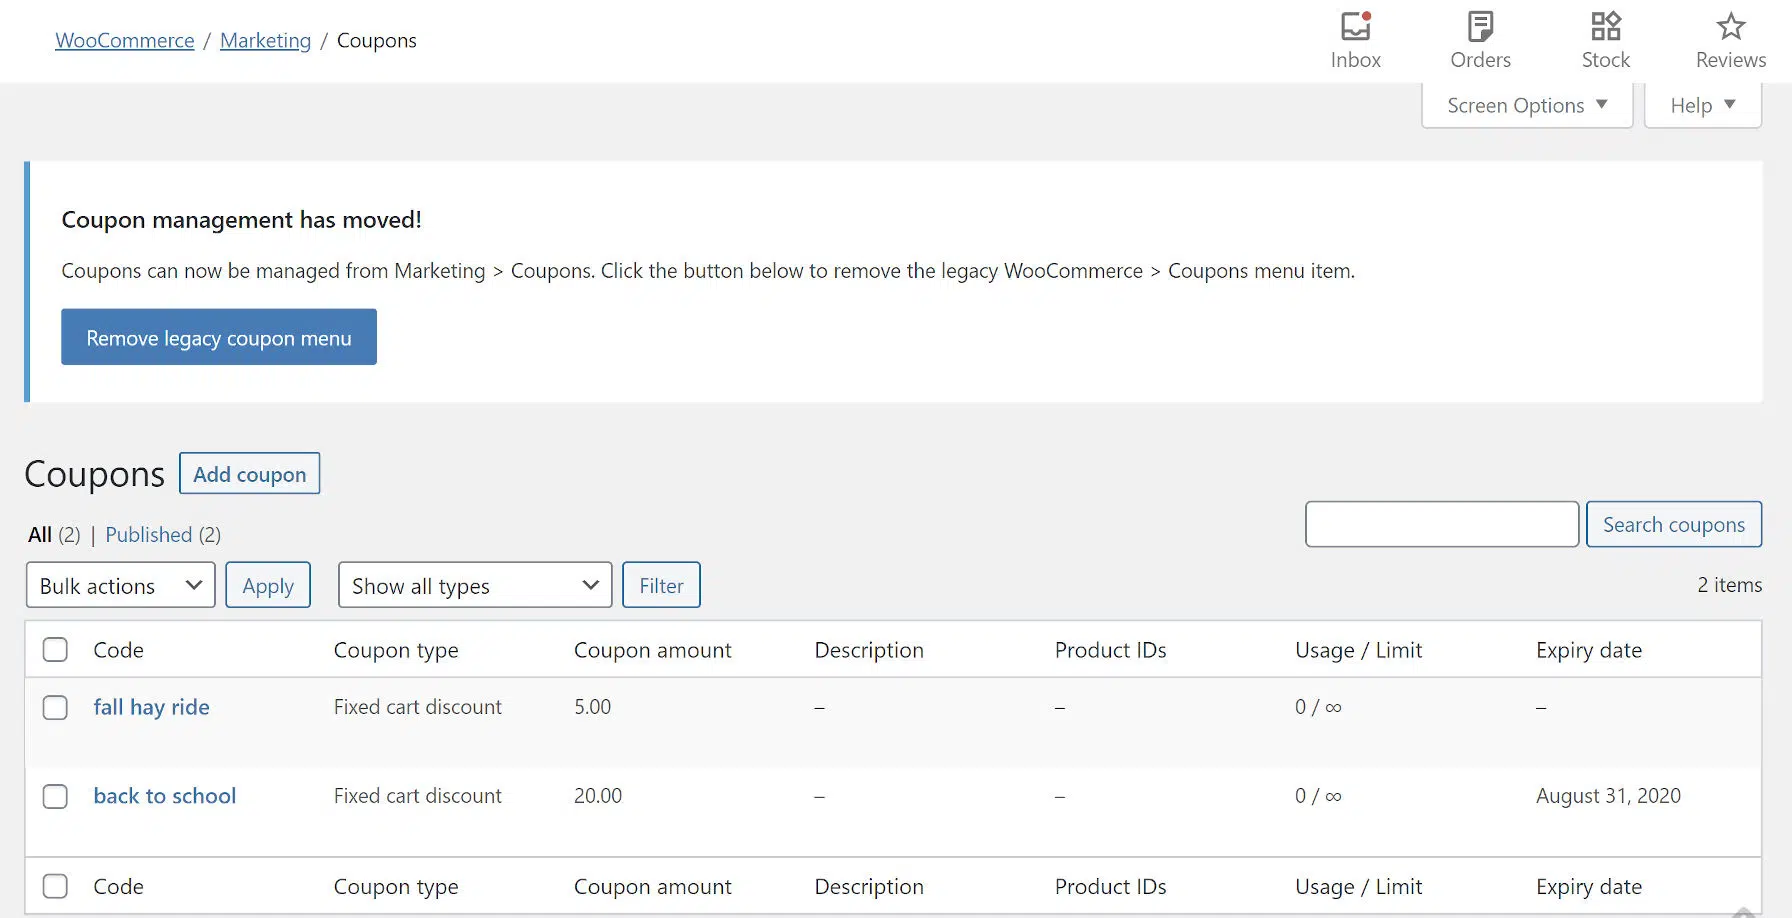 WooCommerce / Marketing / Coupons
Inbox Orders Stock Reviews
Screen Options ▼ Help ▼
Coupon management has moved!
Coupons can now be managed from Marketing > Coupons. Click the button below to remove the legacy WooCommerce > Coupons menu item.
Remove legacy coupon menu
Coupons Add coupon
All (2) | Published (2)
Search coupons
Bulk actions Apply Show all types Filter 2 items
Code Coupon type Coupon amount Description Product IDs Usage / Limit Expiry date
fall hay ride Fixed cart discount 5.00 – – 0 / ∞ –
back to school Fixed cart discount 20.00 – – 0 / ∞ August 31, 2020
Code Coupon type Coupon amount Description Product IDs Usage / Limit Expiry date